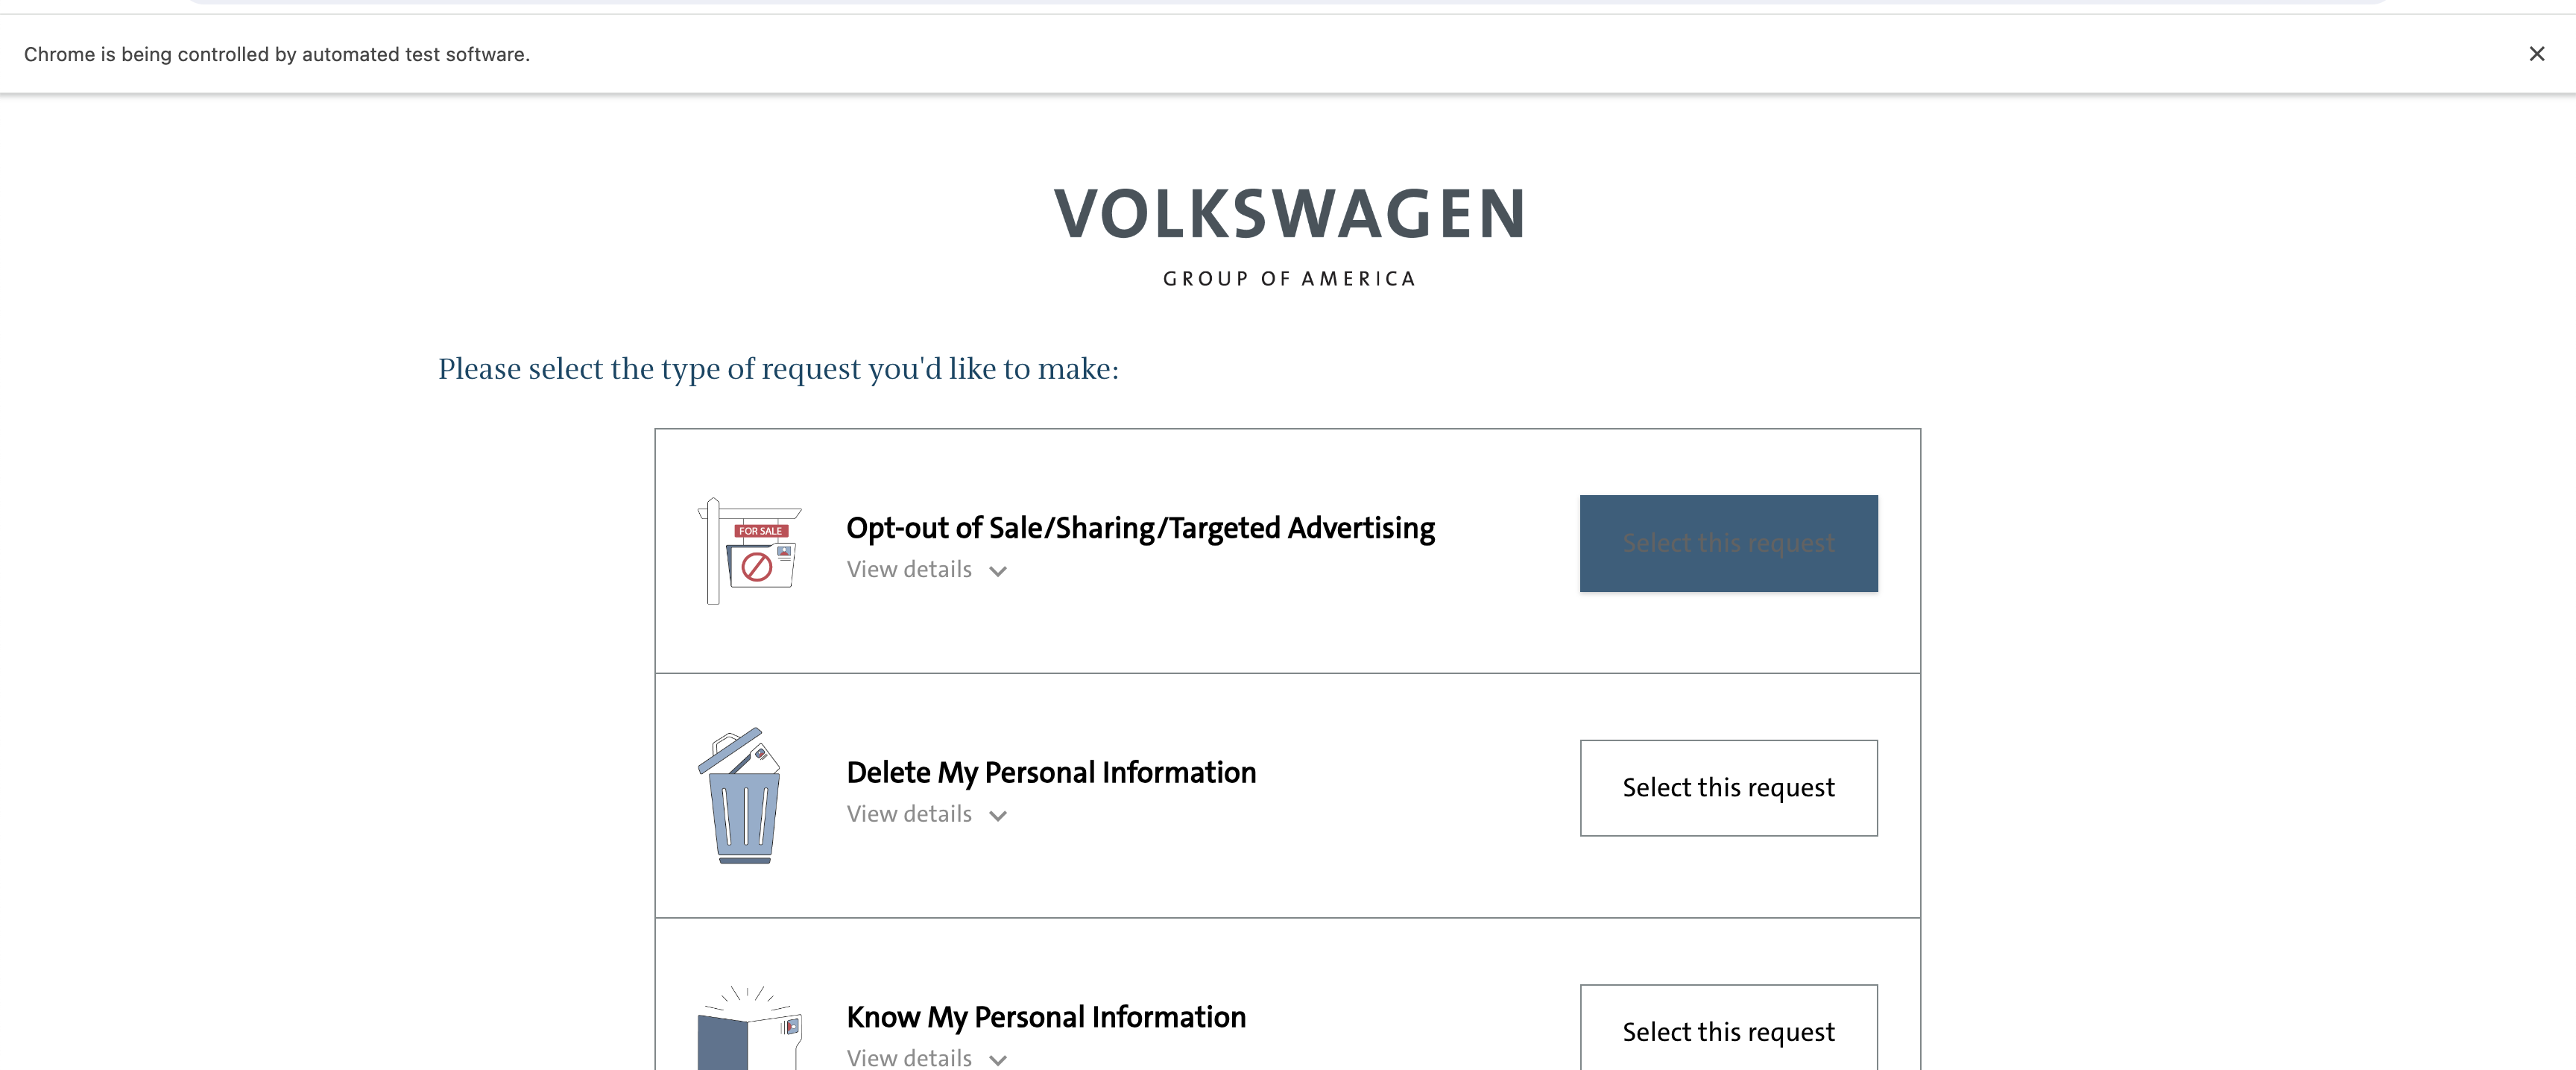 Chrome is being controlled by automated test software.
VOLKSWAGEN
GROUP OF AMERICA
Please select the type of request you'd like to make:
FOR SALE
Opt-out of Sale/Sharing/Targeted Advertising
View details
Select this request
Delete My Personal Information
View details
Select this request
Know My Personal Information
View details
Select this request